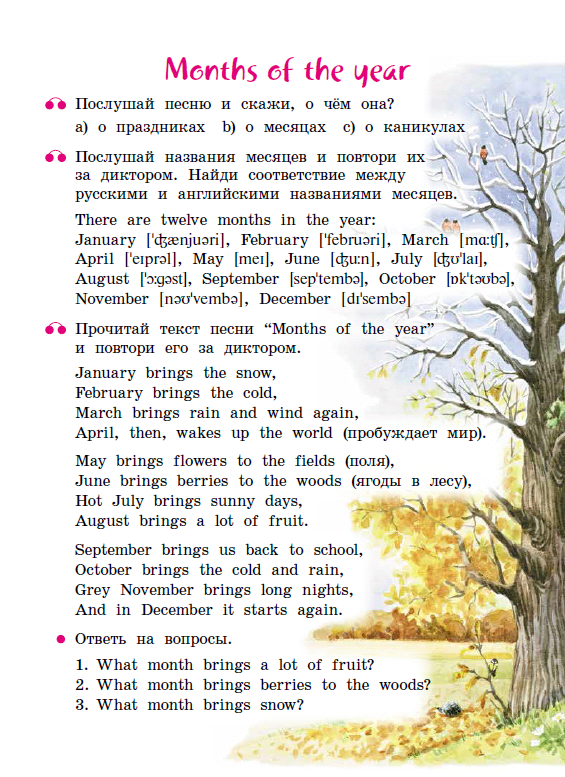 Months of the year
Послушай песню и скажи, о чём она?
a) о праздниках b) о месяцах c) о каникулах
Послушай названия месяцев и повтори их
за диктором. Найди соответствие между
русскими и английскими названиями месяцев.
There are twelve months in the year:
January [ˈʤænjuəri], February [ˈfebruəri], March [mɑːʧ],
April [ˈeɪprəl], May [meɪ], June [ʤuːn], July [ʤʊˈlaɪ],
August [ˈɔːgəst], September [sepˈtembə], October [ɒkˈtəʊbə],
November [nəʊˈvembə], December [dɪˈsembə]
Прочитай текст песни “Months of the year”
и повтори его за диктором.
January brings the snow,
February brings the cold,
March brings rain and wind again,
April, then, wakes up the world (пробуждает мир).
May brings flowers to the fields (поля),
June brings berries to the woods (ягоды в лесу),
Hot July brings sunny days,
August brings a lot of fruit.
September brings us back to school,
October brings the cold and rain,
Grey November brings long nights,
And in December it starts again.
Ответь на вопросы.
1. What month brings a lot of fruit?
2. What month brings berries to the woods?
3. What month brings snow?